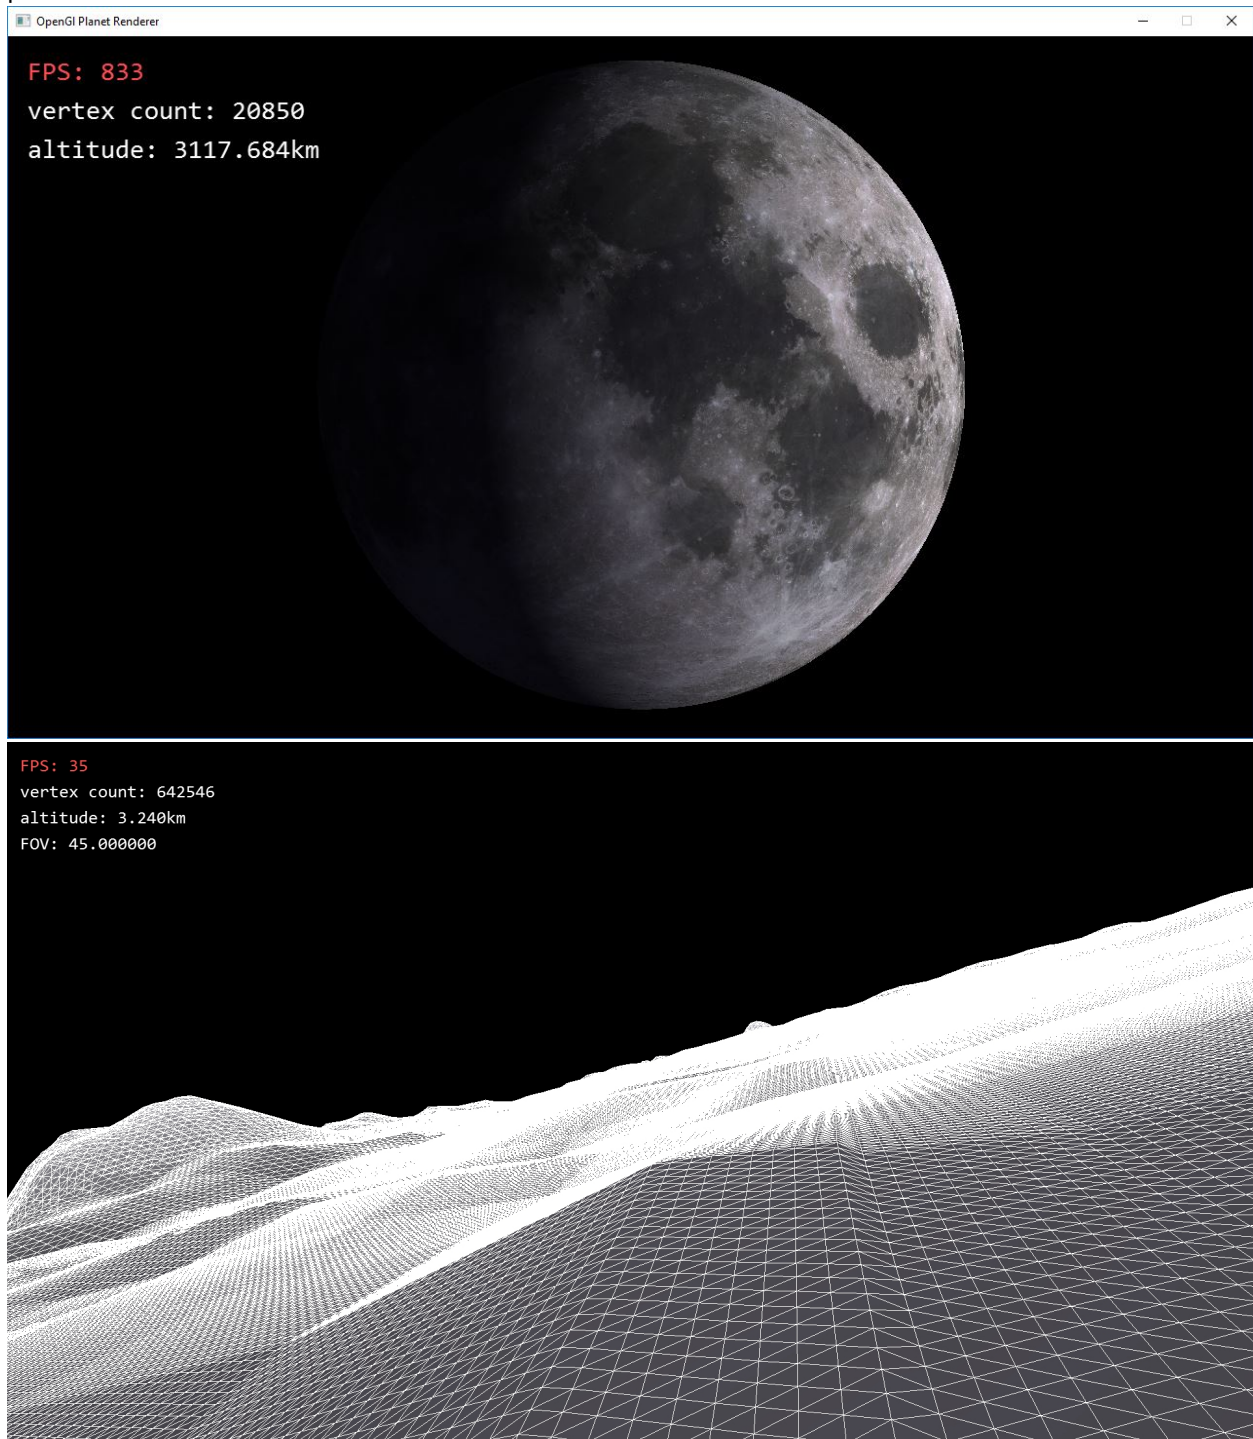 OpenGl Planet Renderer
FPS: 833
vertex count: 20850
altitude: 3117.684km
FPS: 35
vertex count: 642546
altitude: 3.240km
FOV: 45.000000